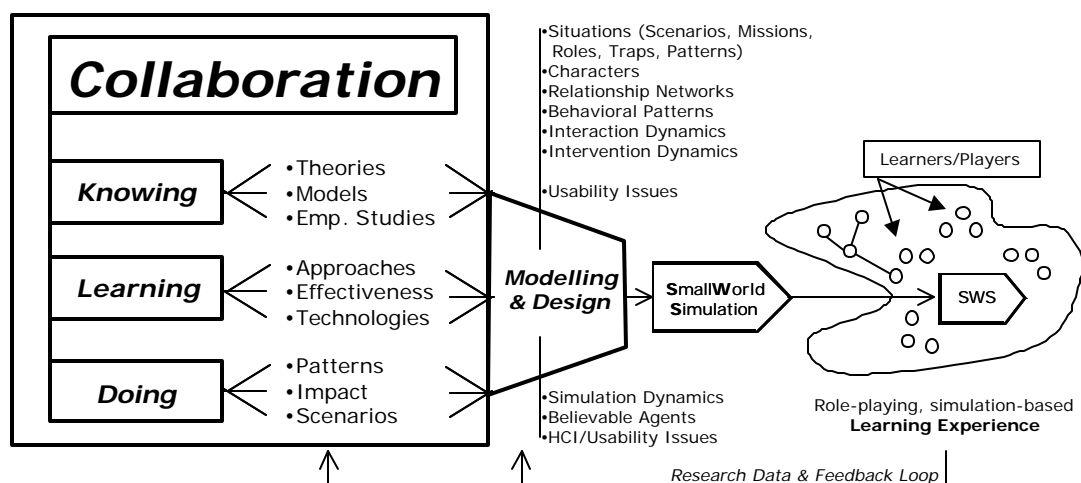 Collaboration
Knowing
•Theories
•Models
•Emp. Studies
Learning
•Approaches
•Effectiveness
•Technologies
Doing
•Patterns
•Impact
•Scenarios
•Situations (Scenarios, Missions,
Roles, Traps, Patterns)
•Characters
•Relationship Networks
•Behavioral Patterns
•Interaction Dynamics
•Intervention Dynamics
•Usability Issues
Modelling
& Design
•Simulation Dynamics
•Believable Agents
•HCI/Usability Issues
SmallWorld
Simulation
Learners/Players
SWS
Role-playing, simulation-based
Learning Experience
Research Data & Feedback Loop